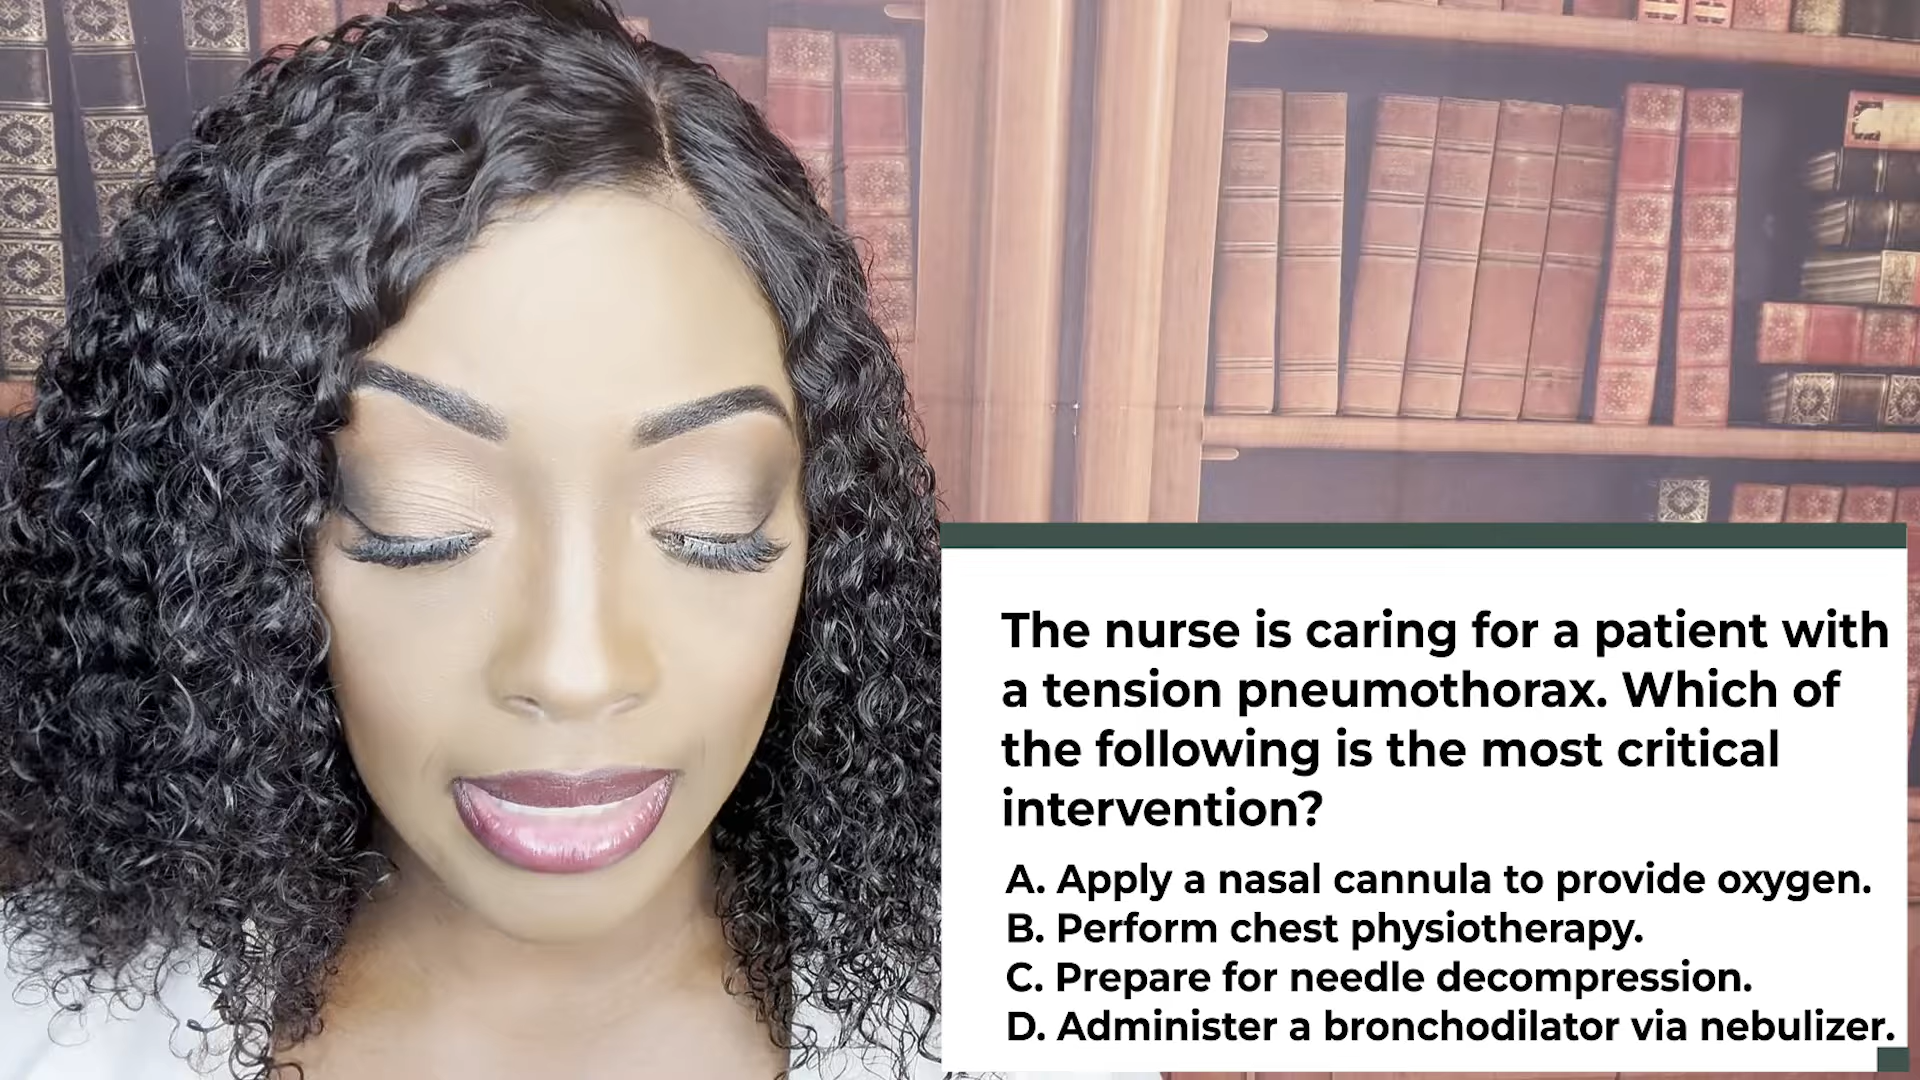 The nurse is caring for a patient with
a tension pneumothorax. Which of
the following is the most critical
intervention?
A. Apply a nasal cannula to provide oxygen.
B. Perform chest physiotherapy.
C. Prepare for needle decompression.
D. Administer a bronchodilator via nebulizer.